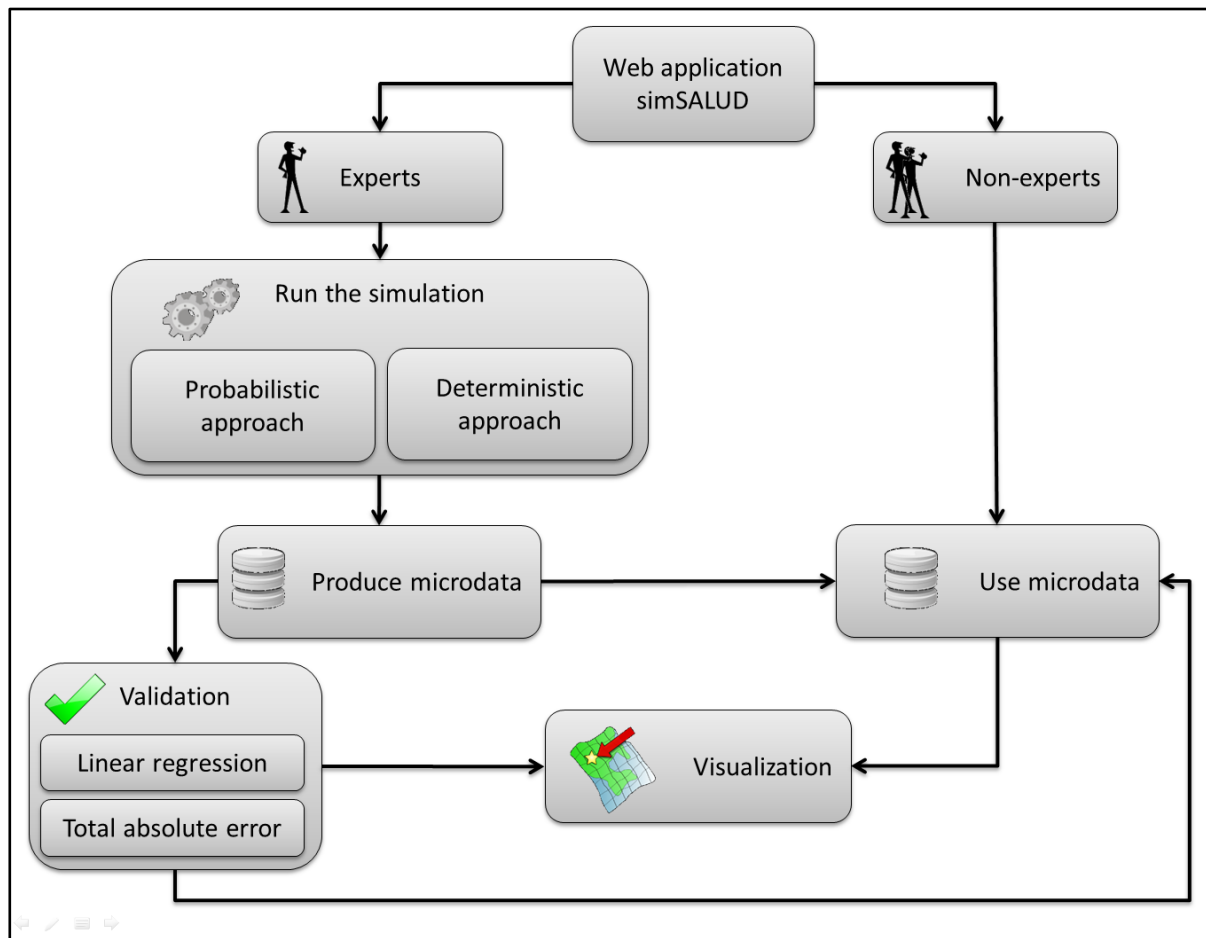 Web application
simSALUD
Experts
Non-experts
Run the simulation
Probabilistic
approach
Deterministic
approach
Produce microdata
Use microdata
Validation
Linear regression
Total absolute error
Visualization